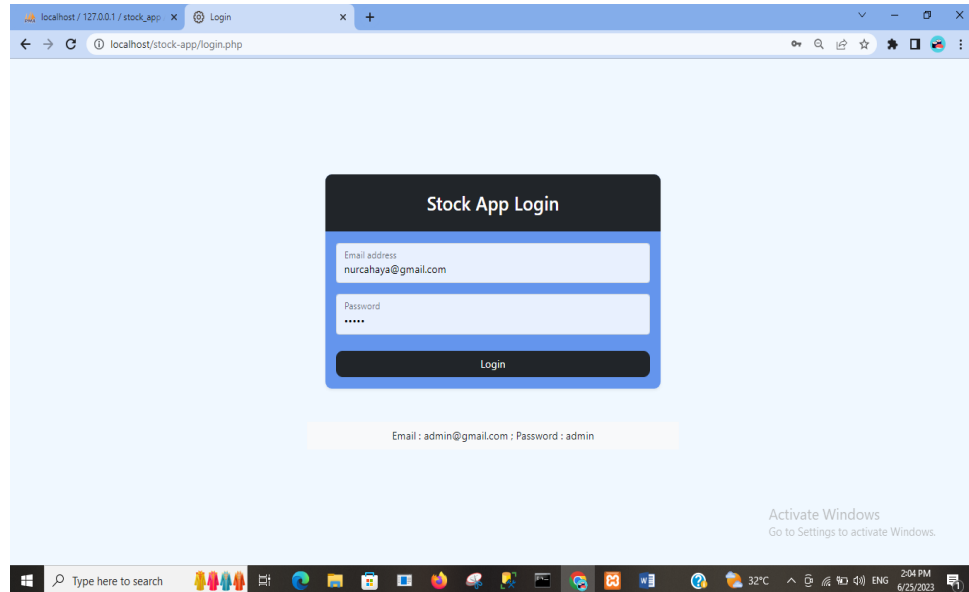 localhost / 127.0.0.1 / stock_app
Login
localhost/stock-app/login.php
Stock App Login
Email address
nurcahaya@gmail.com
Password
•••••
Login
Email : admin@gmail.com ; Password : admin
Activate Windows
Go to Settings to activate Windows.
Type here to search
32°C
ENG
2:04 PM
6/25/2023